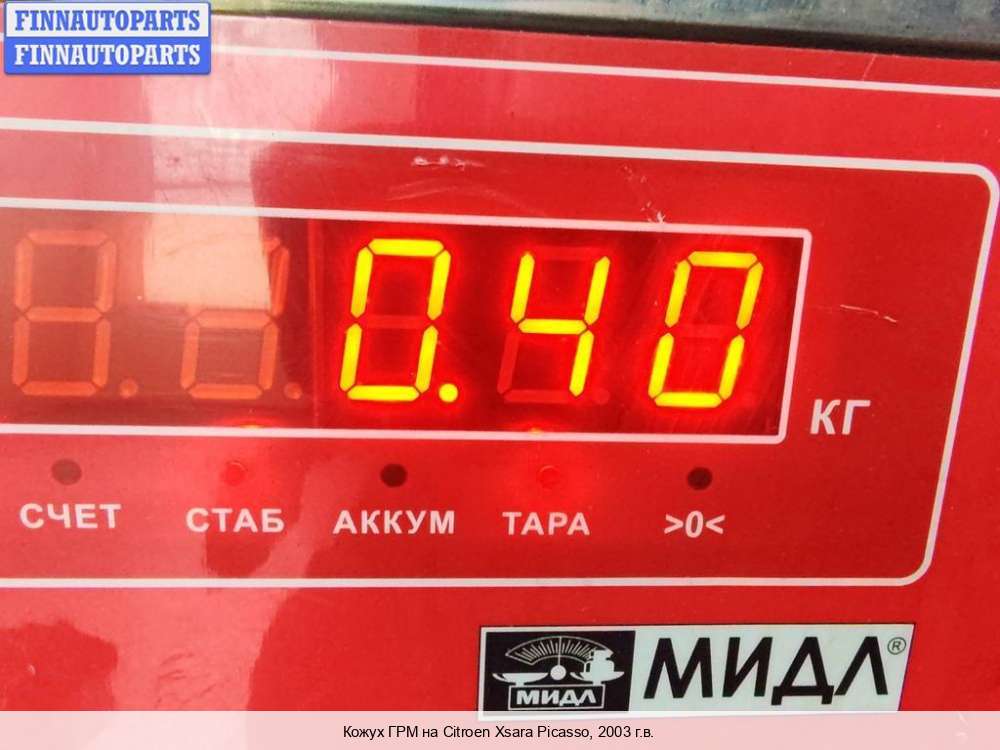 FINNAUTOPARTS
FINNAUTOPARTS
0.40
КГ
СЧЕТ СТАБ АККУМ ТАРА >0<
МИДЛ МИДЛ®
Кожух ГРМ на Citroen Xsara Picasso, 2003 г.в.